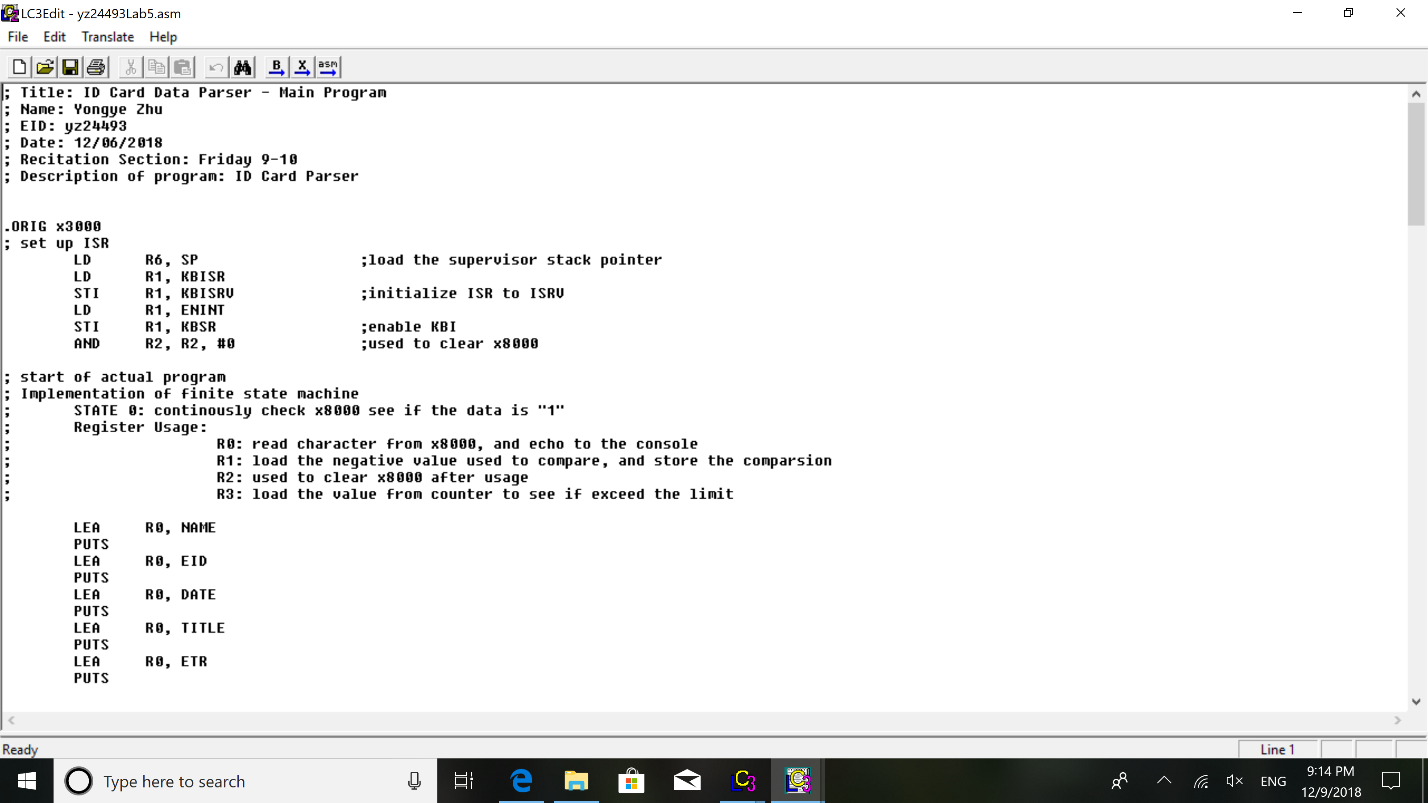 LC3Edit - yz24493Lab5.asm
File Edit Translate Help
B X asm
; Title: ID Card Data Parser - Main Program
; Name: Yongye Zhu
; EID: yz24493
; Date: 12/06/2018
; Recitation Section: Friday 9-10
; Description of program: ID Card Parser
.ORIG x3000
; set up ISR
LD R6, SP ;load the supervisor stack pointer
LD R1, KBISR
STI R1, KBISRV ;initialize ISR to ISRV
LD R1, ENINT
STI R1, KBSR ;enable KBI
AND R2, R2, #0 ;used to clear x8000
; start of actual program
; Implementation of finite state machine
; STATE 0: continously check x8000 see if the data is "1"
; Register Usage:
; R0: read character from x8000, and echo to the console
; R1: load the negative value used to compare, and store the comparsion
; R2: used to clear x8000 after usage
; R3: load the value from counter to see if exceed the limit
LEA R0, NAME
PUTS
LEA R0, EID
PUTS
LEA R0, DATE
PUTS
LEA R0, TITLE
PUTS
LEA R0, ETR
PUTS
Ready Line 1
Type here to search ENG 9:14 PM
12/9/2018